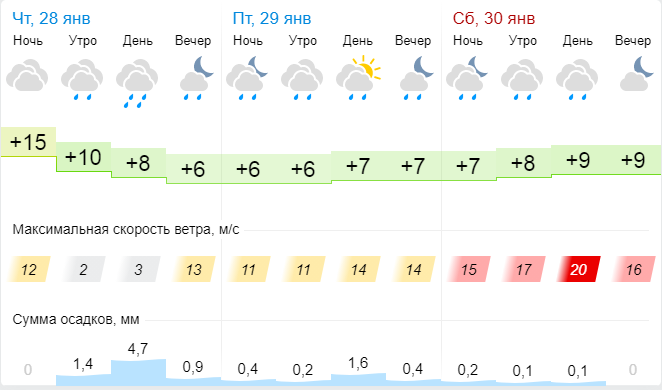 Чт, 28 янв Пт, 29 янв Сб, 30 янв
Ночь Утро День Вечер Ночь Утро День Вечер Ночь Утро День Вечер
+15 +10 +8 +6 +6 +6 +7 +7 +7 +8 +9 +9
Максимальная скорость ветра, м/с
12 2 3 13 11 11 14 14 15 17 20 16
Сумма осадков, мм
0 1,4 4,7 0,9 0,4 0,2 1,6 0,4 0,2 0,1 0,1 0